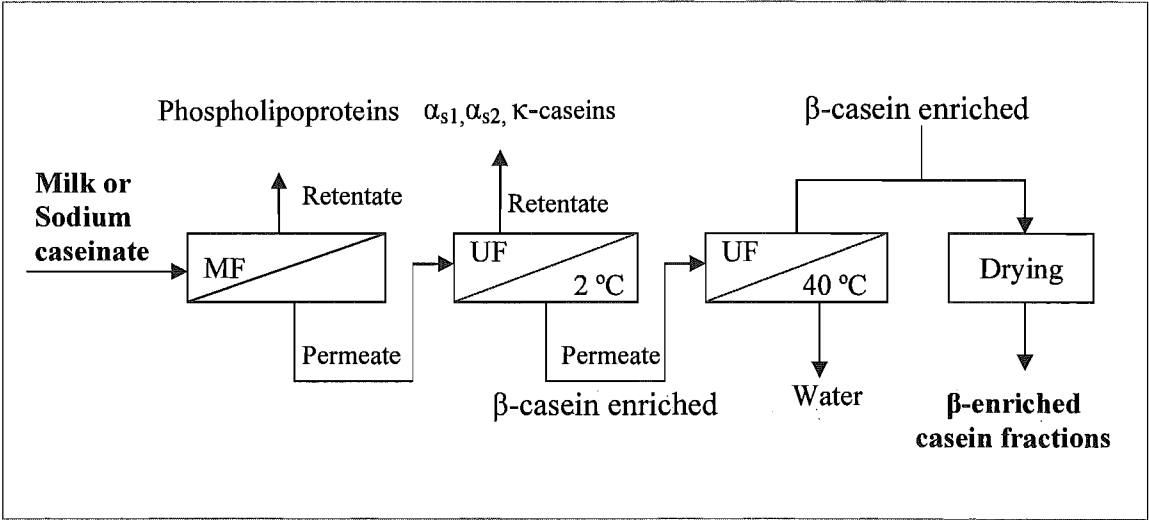 Phospholipoproteins
αs1,αs2, κ-caseins
β-casein enriched
Milk or
Sodium
caseinate
Retentate
Retentate
MF
UF
2 ºC
UF
40 ºC
Drying
Permeate
Permeate
β-casein enriched
Water
β-enriched
casein fractions